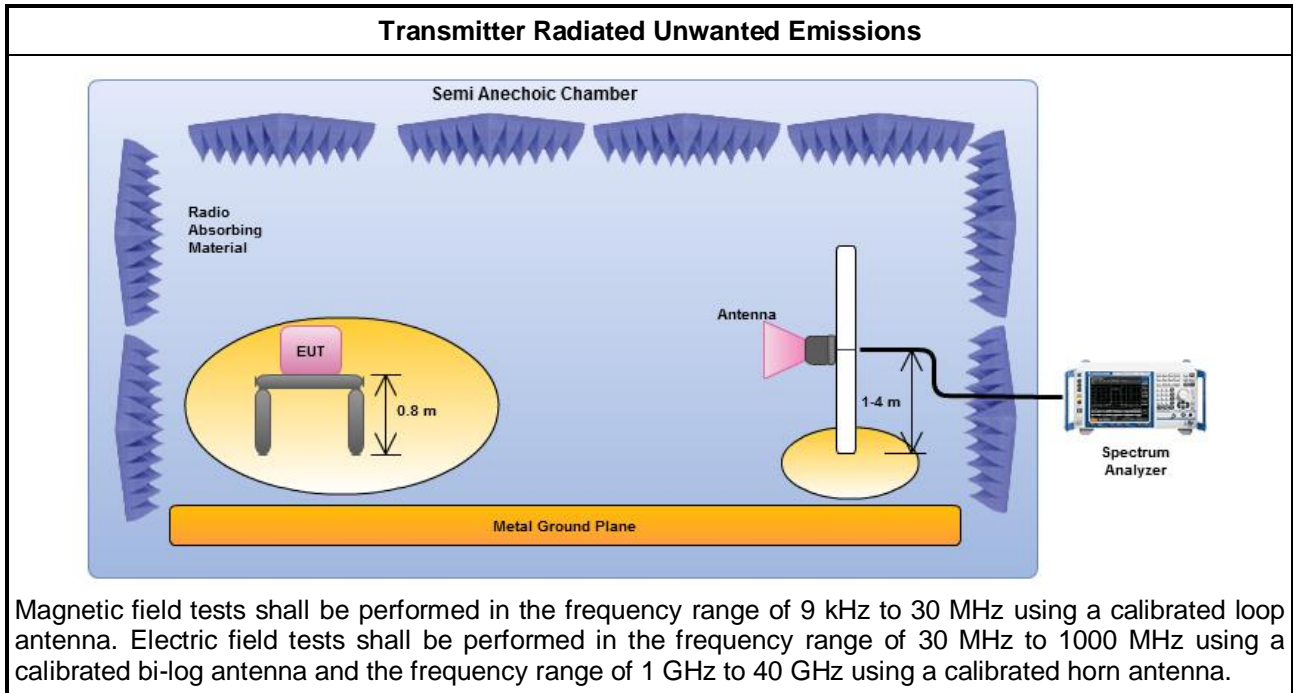 Transmitter Radiated Unwanted Emissions
Semi Anechoic Chamber
Radio
Absorbing
Material
Antenna
EUT
0.8 m
1-4 m
Spectrum
Analyzer
Metal Ground Plane
Magnetic field tests shall be performed in the frequency range of 9 kHz to 30 MHz using a calibrated loop
antenna. Electric field tests shall be performed in the frequency range of 30 MHz to 1000 MHz using a
calibrated bi-log antenna and the frequency range of 1 GHz to 40 GHz using a calibrated horn antenna.